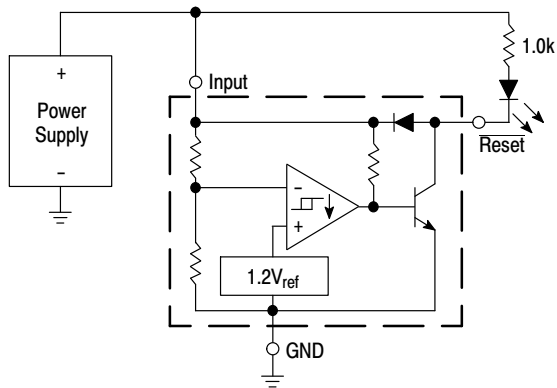 1.0k
+
Input
Power
Supply
Reset
-
−
+
1.2Vref
GND